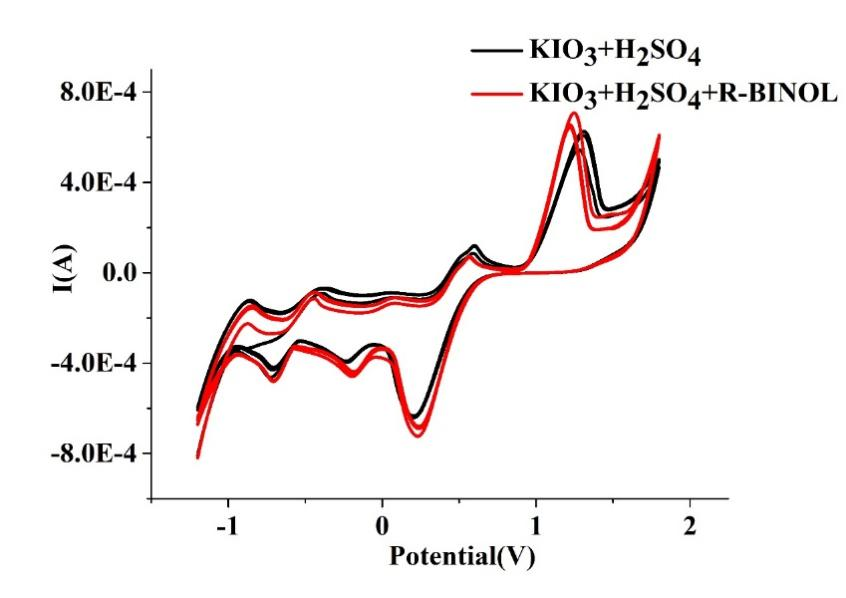 KIO3+H2SO4
KIO3+H2SO4+R-BINOL
8.0E-4
4.0E-4
0.0
-4.0E-4
-8.0E-4
I(A)
-1 0 1 2
Potential(V)